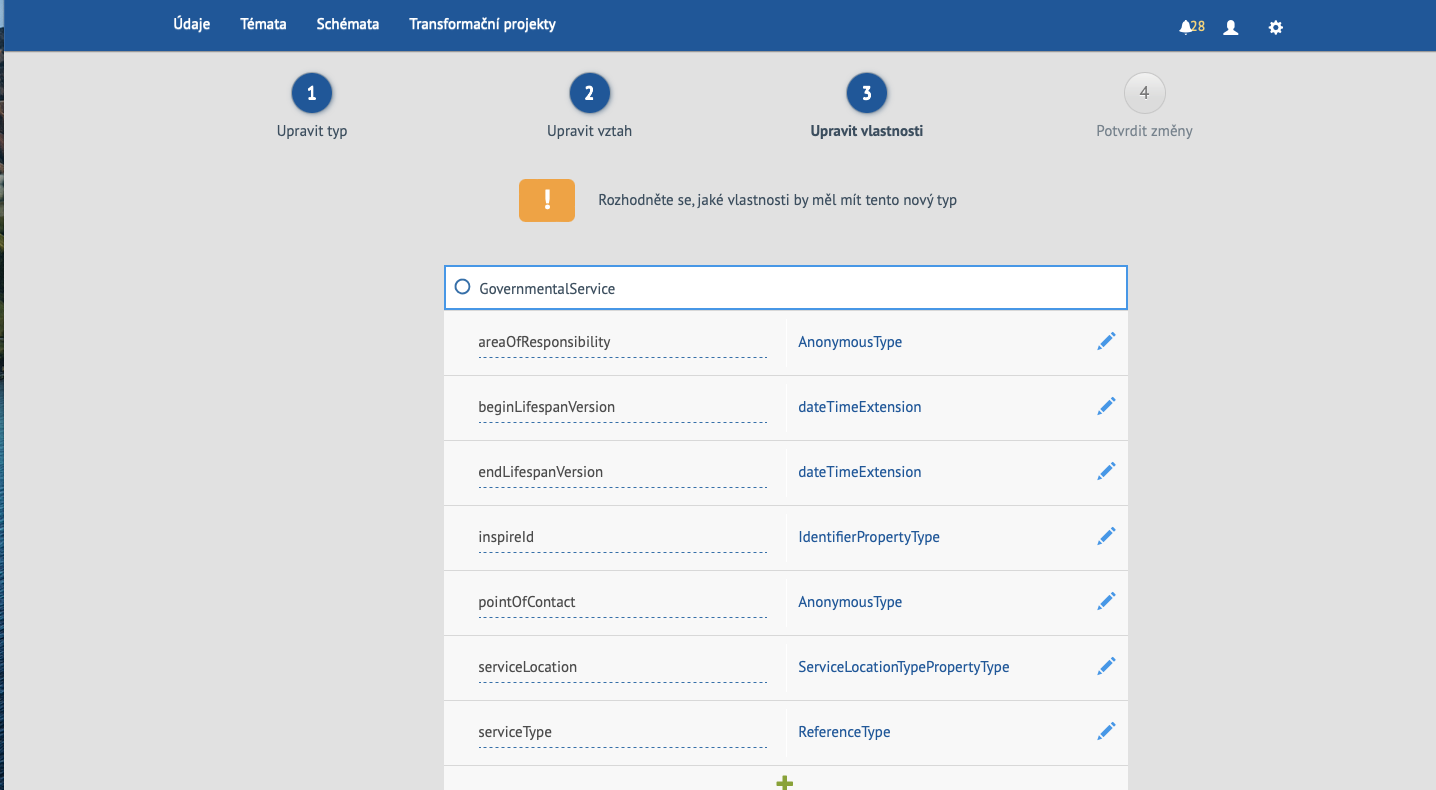 Údaje Témata Schémata Transformační projekty 28
1 2 3 4
Upravit typ Upravit vztah Upravit vlastnosti Potvrdit změny
! Rozhodněte se, jaké vlastnosti by měl mít tento nový typ
GovernmentalService
areaOfResponsibility AnonymousType
beginLifespanVersion dateTimeExtension
endLifespanVersion dateTimeExtension
inspireId IdentifierPropertyType
pointOfContact AnonymousType
serviceLocation ServiceLocationTypePropertyType
serviceType ReferenceType